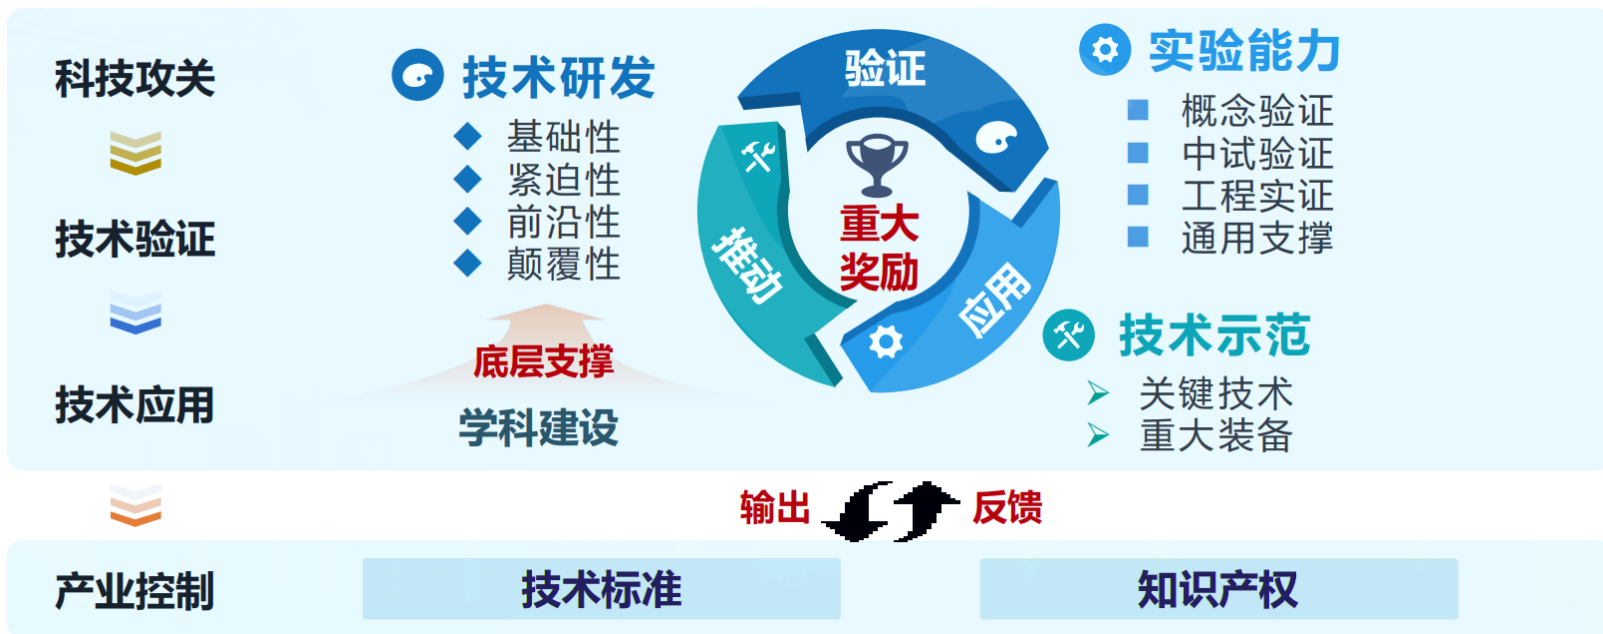 科技攻关
技术验证
技术应用
产业控制
技术研发
基础性
紧迫性
前沿性
颠覆性
底层支撑
学科建设
验证
推动
应用
重大
奖励
实验能力
概念验证
中试验证
工程实证
通用支撑
技术示范
关键技术
重大装备
输出
反馈
技术标准
知识产权